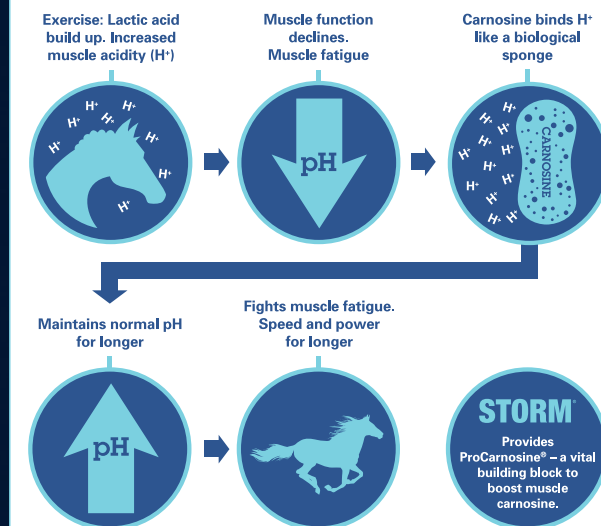 Exercise: Lactic acid
build up. Increased
muscle acidity (H⁺)
H⁺
H⁺
H⁺
H⁺
H⁺
H⁺
H⁺
H⁺
H⁺
Muscle function
declines.
Muscle fatigue
pH
Carnosine binds H⁺
like a biological
sponge
H⁺
H⁺
H⁺
H⁺
H⁺
H⁺
H⁺
H⁺
H⁺
H⁺
H⁺
H⁺
CARNOSINE
Maintains normal pH
for longer
pH
Fights muscle fatigue.
Speed and power
for longer
STORM®
Provides
ProCarnosine® – a vital
building block to
boost muscle
carnosine.